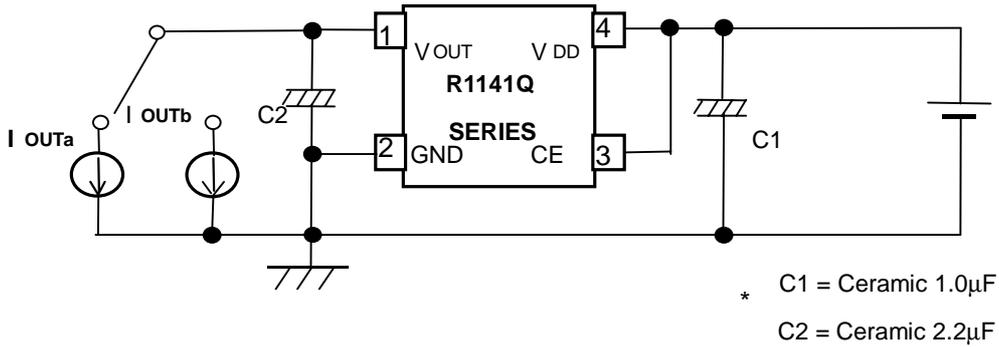 1 4
V OUT V DD
R1141Q
I OUTb C2
I OUTa
SERIES
C1
2 GND CE 3
* C1 = Ceramic 1.0μF
C2 = Ceramic 2.2μF